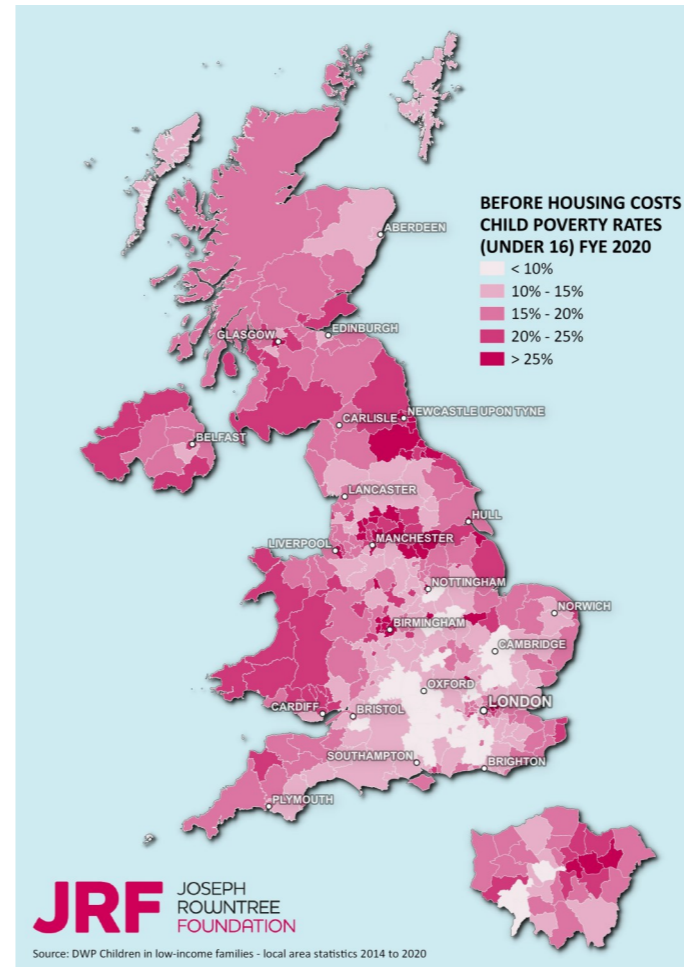 BEFORE HOUSING COSTS
CHILD POVERTY RATES
(UNDER 16) FYE 2020
< 10%
10% - 15%
15% - 20%
20% - 25%
> 25%
ABERDEEN
GLASGOW
EDINBURGH
CARLISLE
NEWCASTLE UPON TYNE
BELFAST
LANCASTER
HULL
LIVERPOOL
MANCHESTER
NOTTINGHAM
NORWICH
BIRMINGHAM
CAMBRIDGE
OXFORD
LONDON
CARDIFF
BRISTOL
SOUTHAMPTON
BRIGHTON
PLYMOUTH
JRF
JOSEPH
ROWNTREE
FOUNDATION
Source: DWP Children in low-income families - local area statistics 2014 to 2020